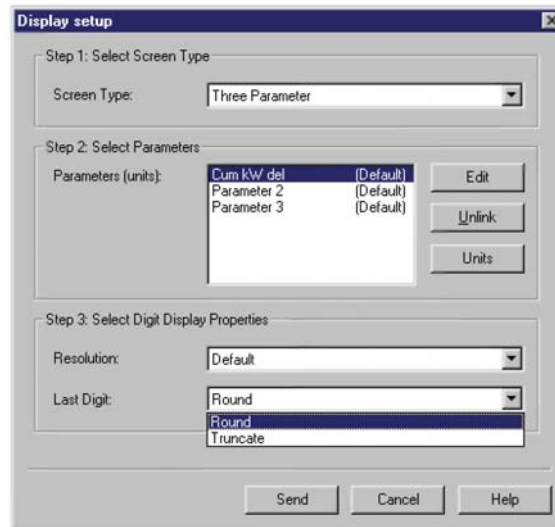 Display setup
Step 1: Select Screen Type
Screen Type: Three Parameter
Step 2: Select Parameters
Parameters (units): Cum kW del (Default) Edit
Parameter 2 (Default)
Parameter 3 (Default)
Unlink
Units
Step 3: Select Digit Display Properties
Resolution: Default
Last Digit: Round
Round
Truncate
Send Cancel Help